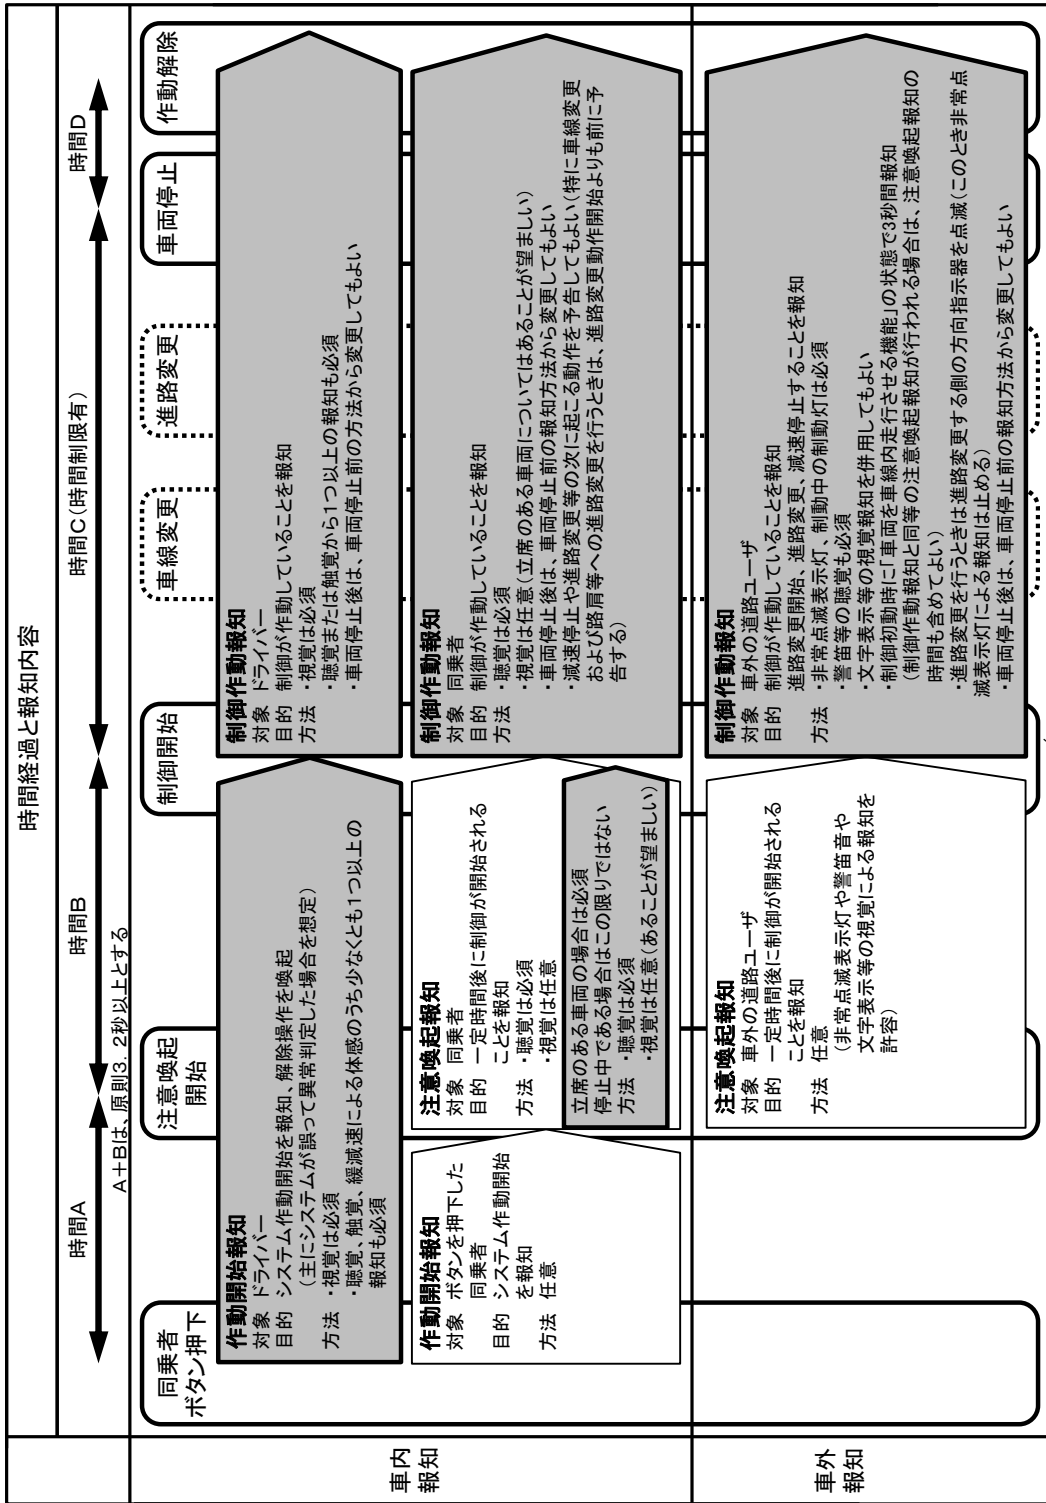 時間経過と報知内容
時間A
時間B
時間C(時間制限有)
時間D
A+Bは、原則3.2秒以上とする
同乗者
ボタン押下
注意喚起
開始
制御開始
車線変更
進路変更
車両停止
作動解除
車内
報知
作動開始報知
対象 ドライバー
目的 システム作動開始を報知、解除操作を喚起
(主にシステムが誤って異常判定した場合を想定)
方法 ・視覚は必須
・聴覚、触覚、緩減速による体感のうち少なくとも1つ以上の
報知も必須
制御作動報知
対象 ドライバー
目的 制御が作動していることを報知
方法 ・視覚は必須
・聴覚または触覚から1つ以上の報知も必須
・車両停止後は、車両停止前の方法から変更してもよい
作動開始報知
対象 ボタンを押下した
同乗者
目的 システム作動開始
を報知
方法 任意
注意喚起報知
対象 同乗者
目的 一定時間後に制御が開始される
ことを報知
方法 ・聴覚は必須
・視覚は任意
立席のある車両の場合は必須
停止中である場合はこの限りではない
方法 ・聴覚は必須
・視覚は任意(あることが望ましい)
制御作動報知
対象 同乗者
目的 制御が作動していることを報知
方法 ・聴覚は必須
・視覚は任意(立席のある車両についてはあることが望ましい)
・車両停止後は、車両停止前の報知方法から変更してもよい
・減速停止や進路変更等の次に起こる動作を予告してもよい(特に車線変更
および路肩等への進路変更を行うときは、進路変更動作開始よりも前に予
告する)
車外
報知
注意喚起報知
対象 車外の道路ユーザ
目的 一定時間後に制御が開始される
ことを報知
方法 任意
(非常点滅表示灯や警笛音や
文字表示等の視覚による報知を
許容)
制御作動報知
対象 車外の道路ユーザ
目的 制御が作動していることを報知
進路変更開始、進路変更、減速停止することを報知
方法 ・非常点滅表示灯、制動中の制動灯は必須
・警笛等の聴覚も必須
・文字表示等の視覚報知を併用してもよい
・制御初動時に「車両を車線内走行させる機能」の状態で3秒間報知
(制御作動報知と同等の注意喚起報知が行われる場合は、注意喚起報知の
時間も含めてよい)
・進路変更を行うときは進路変更する側の方向指示器を点滅(このとき非常点
滅表示灯による報知は止める)
・車両停止後は、車両停止前の報知方法から変更してもよい